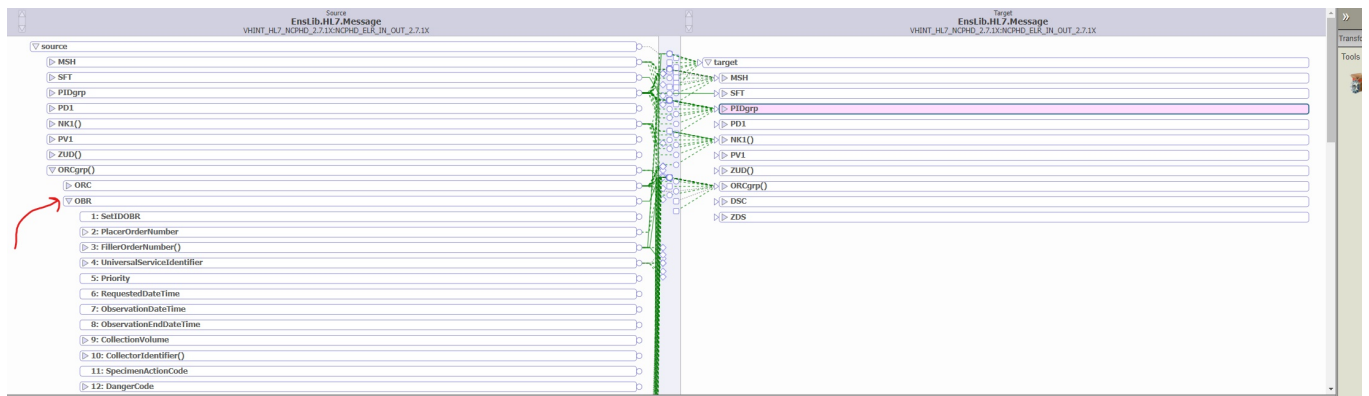 Source
EnsLib.HL7.Message
VHINT_HL7_NCPHD_2.7.1X:NCPHD_ELR_IN_OUT_2.7.1X
Target
EnsLib.HL7.Message
VHINT_HL7_NCPHD_2.7.1X:NCPHD_ELR_IN_OUT_2.7.1X
source
MSH
SFT
PIDgrp
PD1
NK1()
PV1
ZUD()
ORCgrp()
ORC
OBR
1: SetIDOBR
2: PlacerOrderNumber
3: FillerOrderNumber()
4: UniversalServiceIdentifier
5: Priority
6: RequestedDateTime
7: ObservationDateTime
8: ObservationEndDateTime
9: CollectionVolume
10: CollectorIdentifier()
11: SpecimenActionCode
12: DangerCode
target
MSH
SFT
PIDgrp
PD1
NK1()
PV1
ZUD()
ORCgrp()
DSC
ZDS
Tools